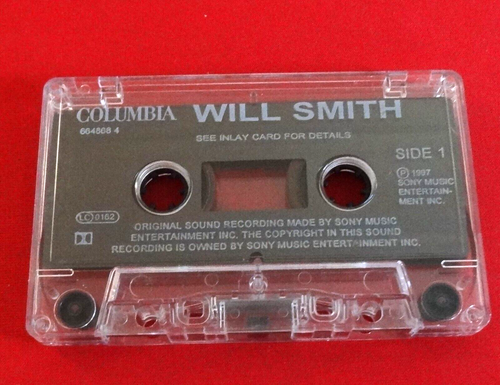 COLUMBIA WILL SMITH
664868 4
SEE INLAY CARD FOR DETAILS
SIDE 1
℗ 1997
SONY MUSIC
ENTERTAIN-
MENT INC.
LC 0162
ORIGINAL SOUND RECORDING MADE BY SONY MUSIC
ENTERTAINMENT INC. THE COPYRIGHT IN THIS SOUND
RECORDING IS OWNED BY SONY MUSIC ENTERTAINMENT INC.